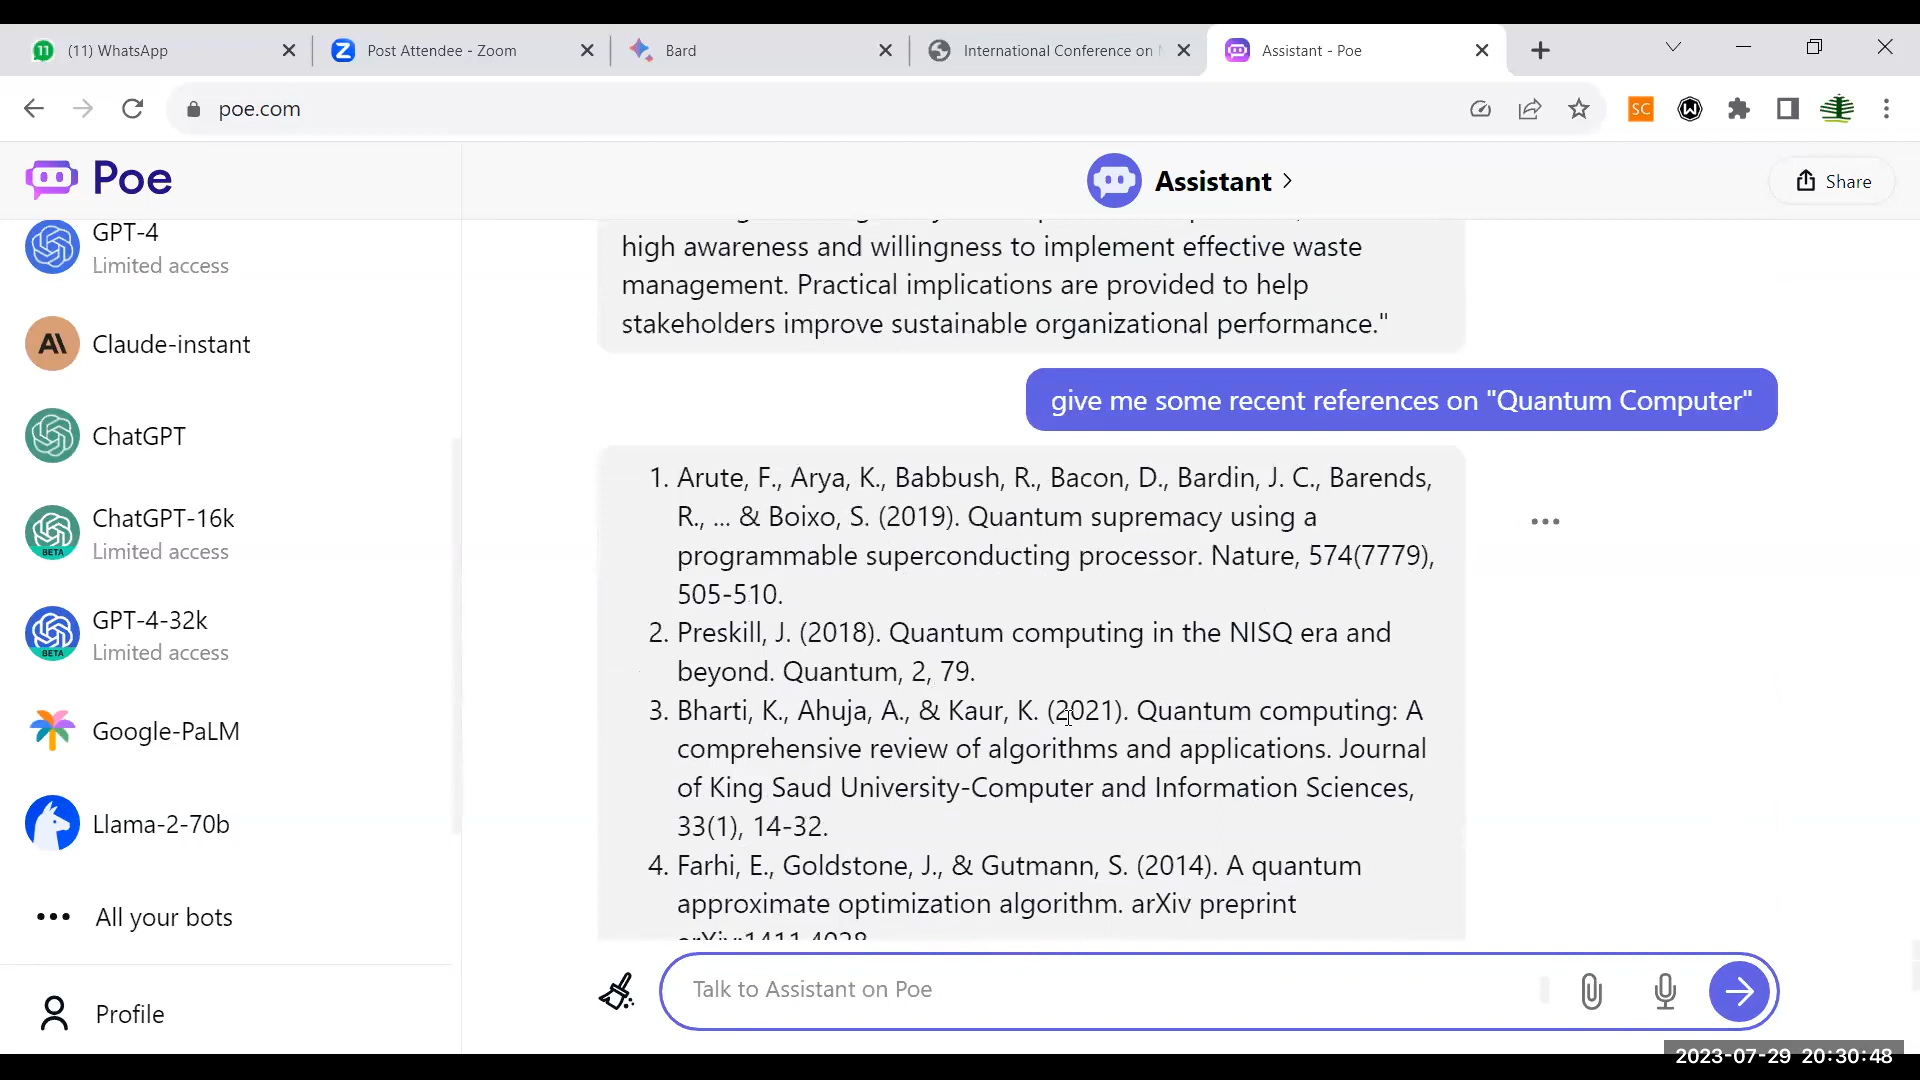 11 (11) WhatsApp
Post Attendee - Zoom
Bard
International Conference on
Assistant - Poe
poe.com
SC
Poe
Assistant
Share
GPT-4
Limited access
Claude-instant
ChatGPT
ChatGPT-16k
BETA
Limited access
GPT-4-32k
BETA
Limited access
Google-PaLM
Llama-2-70b
All your bots
Profile
high awareness and willingness to implement effective waste
management. Practical implications are provided to help
stakeholders improve sustainable organizational performance."
give me some recent references on "Quantum Computer"
1. Arute, F., Arya, K., Babbush, R., Bacon, D., Bardin, J. C., Barends,
R., ... & Boixo, S. (2019). Quantum supremacy using a
programmable superconducting processor. Nature, 574(7779),
505-510.
2. Preskill, J. (2018). Quantum computing in the NISQ era and
beyond. Quantum, 2, 79.
3. Bharti, K., Ahuja, A., & Kaur, K. (2021). Quantum computing: A
comprehensive review of algorithms and applications. Journal
of King Saud University-Computer and Information Sciences,
33(1), 14-32.
4. Farhi, E., Goldstone, J., & Gutmann, S. (2014). A quantum
approximate optimization algorithm. arXiv preprint
arXiv:1411.4028
Talk to Assistant on Poe
2023-07-29 20:30:48